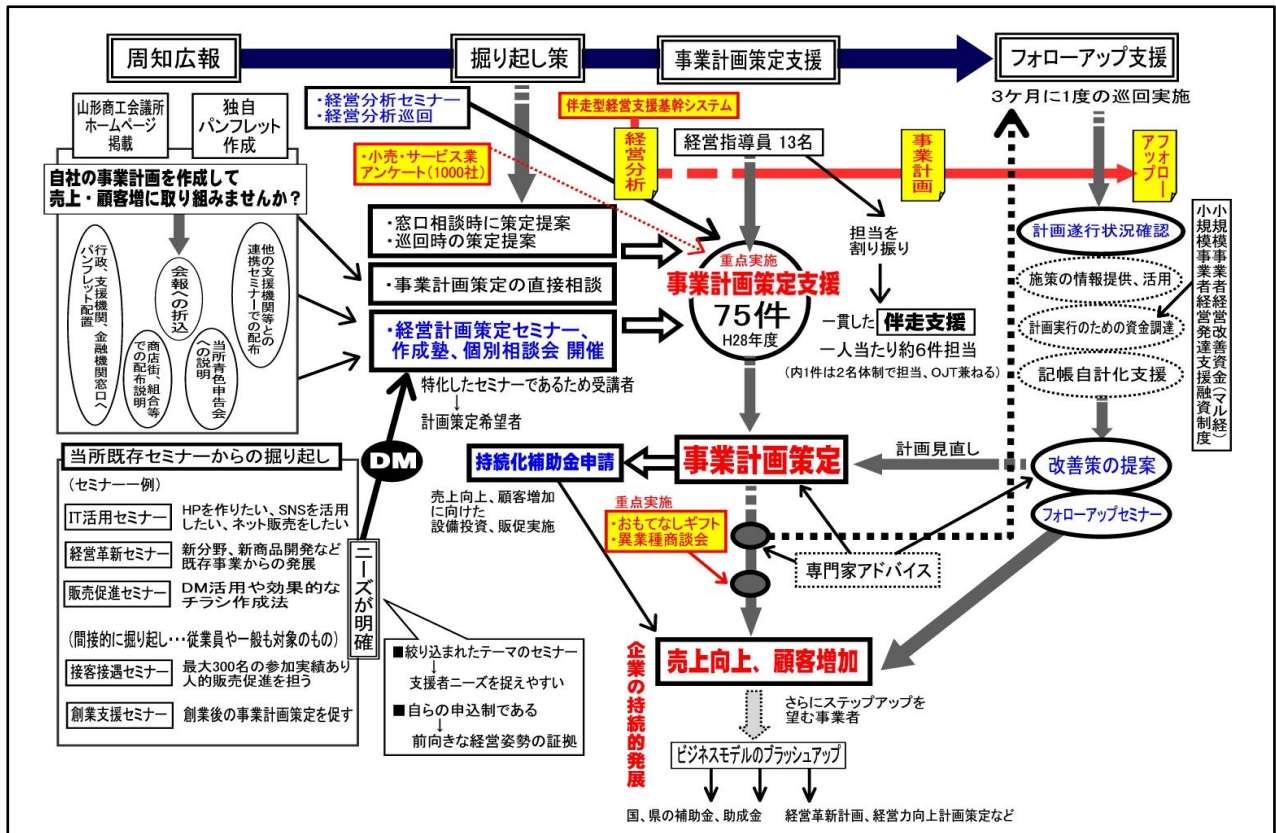 周知広報
掘り起し策
事業計画策定支援
フォローアップ支援
3ケ月に1度の巡回実施
山形商工会議所
ホームページ
掲載
独自
パンフレット
作成
・経営分析セミナー
・経営分析巡回
伴走型経営支援基幹システム
経営分析
経営指導員 13名
事業計画
フォロー
アップ
自社の事業計画を作成して
売上・顧客増に取り組みませんか?
・小売・サービス業
アンケート(1000社)
行政、支援機関、金融機関窓口へ
パンフレット配置
会報への折込
他の支援機関等との
連携セミナーでの配布
商店街、組合等
での配布説明
当所青色申告会
への説明
・窓口相談時に策定提案
・巡回時の策定提案
・事業計画策定の直接相談
・経営計画策定セミナー、
作成塾、個別相談会 開催
特化したセミナーであるため受講者
計画策定希望者
重点実施
事業計画策定支援
75件
H28年度
担当を
割り振り
一貫した 伴走支援
一人当たり約6件担当
(内1件は2名体制で担当、OJT兼ねる)
計画遂行状況確認
施策の情報提供、活用
計画実行のための資金調達
記帳自計化支援
小規模事業者経営改善資金(マル経)
小規模事業者経営発達支援融資制度
改善策の提案
フォローアップセミナー
計画見直し
事業計画策定
持続化補助金申請
売上向上、顧客増加
に向けた
設備投資、販促実施
重点実施
・おもてなしギフト
・異業種商談会
専門家アドバイス
DM
当所既存セミナーからの掘り起し
(セミナー一例)
IT活用セミナー
HPを作りたい、SNSを活用
したい、ネット販売をしたい
経営革新セミナー
新分野、新商品開発など
既存事業からの発展
販売促進セミナー
DM活用や効果的な
チラシ作成法
(間接的に掘り起し・・・従業員や一般も対象のもの)
接客接遇セミナー
最大300名の参加実績あり
人的販売促進を担う
創業支援セミナー
創業後の事業計画策定を促す
ニーズが明確
■絞り込まれたテーマのセミナー
支援者ニーズを捉えやすい
■自らの申込制である
前向きな経営姿勢の証拠
企業の持続的発展
売上向上、顧客増加
さらにステップアップを
望む事業者
ビジネスモデルのブラッシュアップ
国、県の補助金、助成金
経営革新計画、経営力向上計画策定など